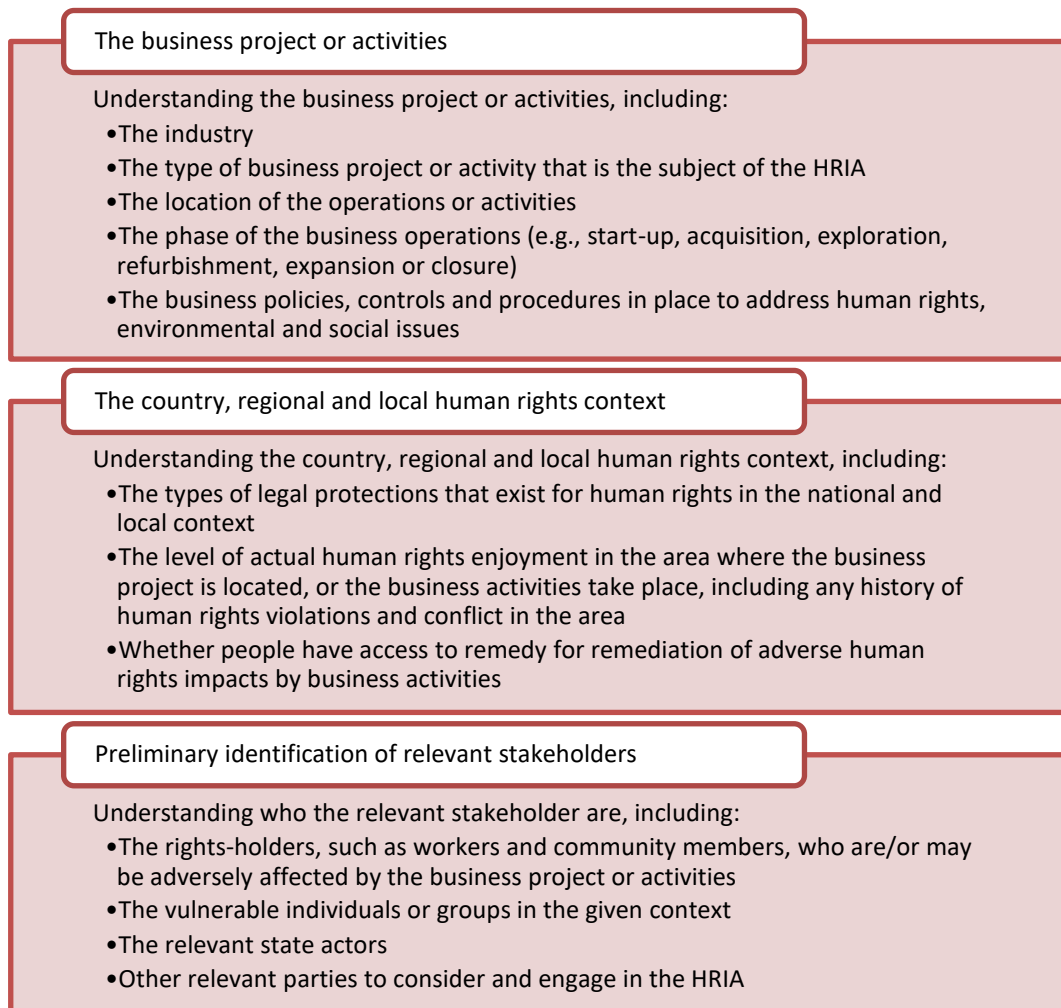 The business project or activities
Understanding the business project or activities, including:
•The industry
•The type of business project or activity that is the subject of the HRIA
•The location of the operations or activities
•The phase of the business operations (e.g., start-up, acquisition, exploration,
refurbishment, expansion or closure)
•The business policies, controls and procedures in place to address human rights,
environmental and social issues
The country, regional and local human rights context
Understanding the country, regional and local human rights context, including:
•The types of legal protections that exist for human rights in the national and
local context
•The level of actual human rights enjoyment in the area where the business
project is located, or the business activities take place, including any history of
human rights violations and conflict in the area
•Whether people have access to remedy for remediation of adverse human
rights impacts by business activities
Preliminary identification of relevant stakeholders
Understanding who the relevant stakeholder are, including:
•The rights-holders, such as workers and community members, who are/or may
be adversely affected by the business project or activities
•The vulnerable individuals or groups in the given context
•The relevant state actors
•Other relevant parties to consider and engage in the HRIA